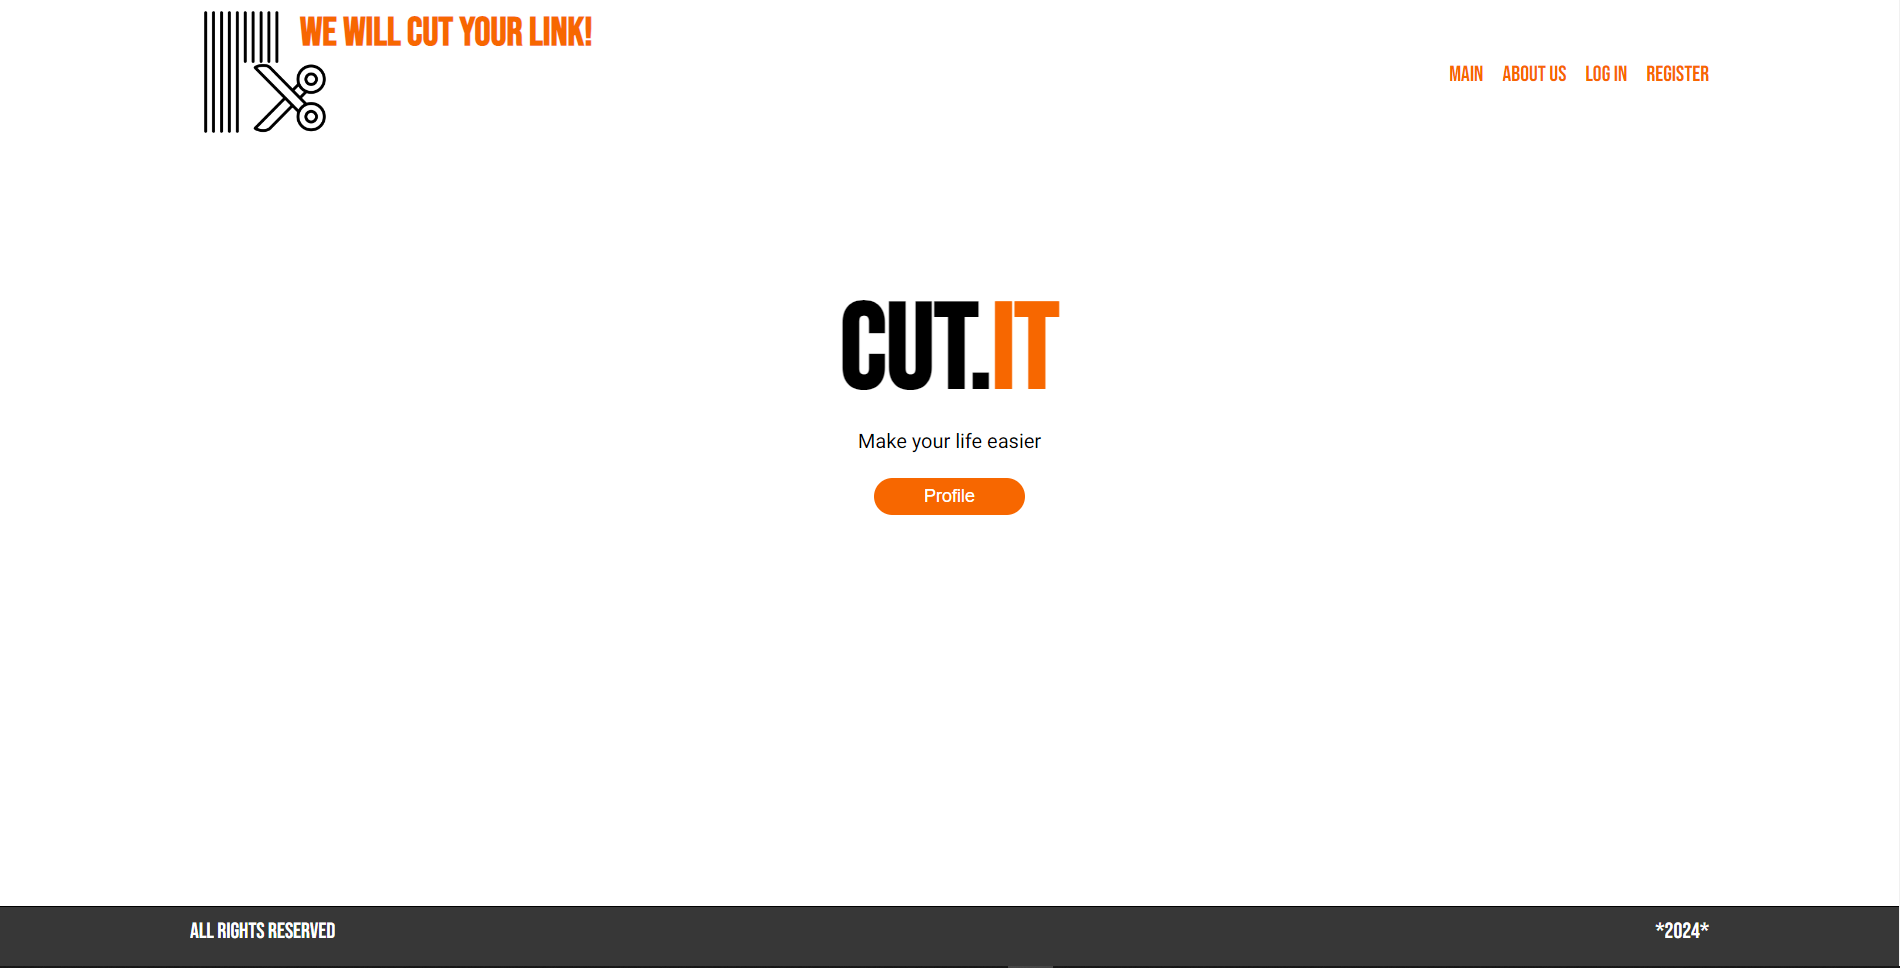 WE WILL CUT YOUR LINK!
MAIN ABOUT US LOG IN REGISTER
CUT.IT
Make your life easier
Profile
ALL RIGHTS RESERVED
*2024*